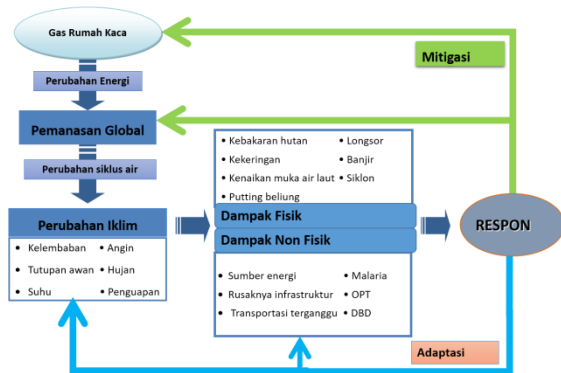 Gas Rumah Kaca
Mitigasi
Perubahan Energi
Pemanasan Global
Perubahan siklus air
Perubahan Iklim
• Kelembaban • Angin
• Tutupan awan • Hujan
• Suhu • Penguapan
• Kebakaran hutan • Longsor
• Kekeringan • Banjir
• Kenaikan muka air laut • Siklon
• Putting beliung
Dampak Fisik
Dampak Non Fisik
• Sumber energi • Malaria
• Rusaknya infrastruktur • OPT
• Transportasi terganggu • DBD
RESPON
Adaptasi